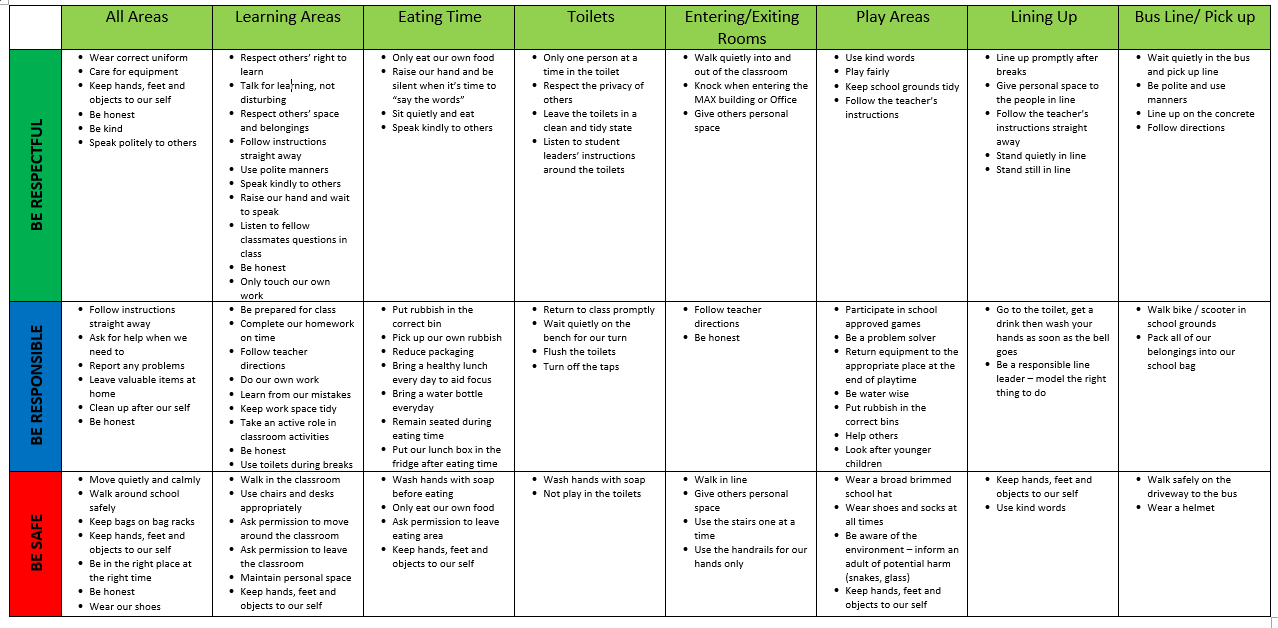 All Areas
Learning Areas
Eating Time
Toilets
Entering/Exiting
Rooms
Play Areas
Lining Up
Bus Line/ Pick up
BE RESPECTFUL
• Wear correct uniform
• Care for equipment
• Keep hands, feet and
objects to our self
• Be honest
• Be kind
• Speak politely to others
• Respect others' right to
learn
• Talk for learning, not
disturbing
• Respect others' space
and belongings
• Follow instructions
straight away
• Use polite manners
• Speak kindly to others
• Raise our hand and wait
to speak
• Listen to fellow
classmates questions in
class
• Be honest
• Only touch our own
work
• Only eat our own food
• Raise our hand and be
silent when it's time to
"say the words"
• Sit quietly and eat
• Speak kindly to others
• Only one person at a
time in the toilet
• Respect the privacy of
others
• Leave the toilets in a
clean and tidy state
• Listen to student
leaders' instructions
around the toilets
• Walk quietly into and
out of the classroom
• Knock when entering the
MAX building or Office
• Give others personal
space
• Use kind words
• Play fairly
• Keep school grounds tidy
• Follow the teacher's
instructions
• Line up promptly after
breaks
• Give personal space to
the people in line
• Follow the teacher's
instructions straight
away
• Stand quietly in line
• Stand still in line
• Wait quietly in the bus
and pick up line
• Be polite and use
manners
• Line up on the concrete
• Follow directions
BE RESPONSIBLE
• Follow instructions
straight away
• Ask for help when we
need to
• Report any problems
• Leave valuable items at
home
• Clean up after our self
• Be honest
• Be prepared for class
• Complete our homework
on time
• Follow teacher
directions
• Do our own work
• Learn from our mistakes
• Keep work space tidy
• Take an active role in
classroom activities
• Be honest
• Use toilets during breaks
• Put rubbish in the
correct bin
• Pick up our own rubbish
• Reduce packaging
• Bring a healthy lunch
every day to aid focus
• Bring a water bottle
everyday
• Remain seated during
eating time
• Put our lunch box in the
fridge after eating time
• Return to class promptly
• Wait quietly on the
bench for our turn
• Flush the toilets
• Turn off the taps
• Follow teacher
directions
• Be honest
• Participate in school
approved games
• Be a problem solver
• Return equipment to the
appropriate place at the
end of playtime
• Be water wise
• Put rubbish in the
correct bins
• Help others
• Look after younger
children
• Go to the toilet, get a
drink then wash your
hands as soon as the bell
goes
• Be a responsible line
leader – model the right
thing to do
• Walk bike / scooter in
school grounds
• Pack all of our
belongings into our
school bag
BE SAFE
• Move quietly and calmly
• Walk around school
safely
• Keep bags on bag racks
• Keep hands, feet and
objects to our self
• Be in the right place at
the right time
• Be honest
• Wear our shoes
• Walk in the classroom
• Use chairs and desks
appropriately
• Ask permission to move
around the classroom
• Ask permission to leave
the classroom
• Maintain personal space
• Keep hands, feet and
objects to our self
• Wash hands with soap
before eating
• Only eat our own food
• Ask permission to leave
eating area
• Keep hands, feet and
objects to our self
• Wash hands with soap
• Not play in the toilets
• Walk in line
• Give others personal
space
• Use the stairs one at a
time
• Use the handrails for our
hands only
• Wear a broad brimmed
school hat
• Wear shoes and socks at
all times
• Be aware of the
environment – inform an
adult of potential harm
(snakes, glass)
• Keep hands, feet and
objects to our self
• Keep hands, feet and
objects to our self
• Use kind words
• Walk safely on the
driveway to the bus
• Wear a helmet